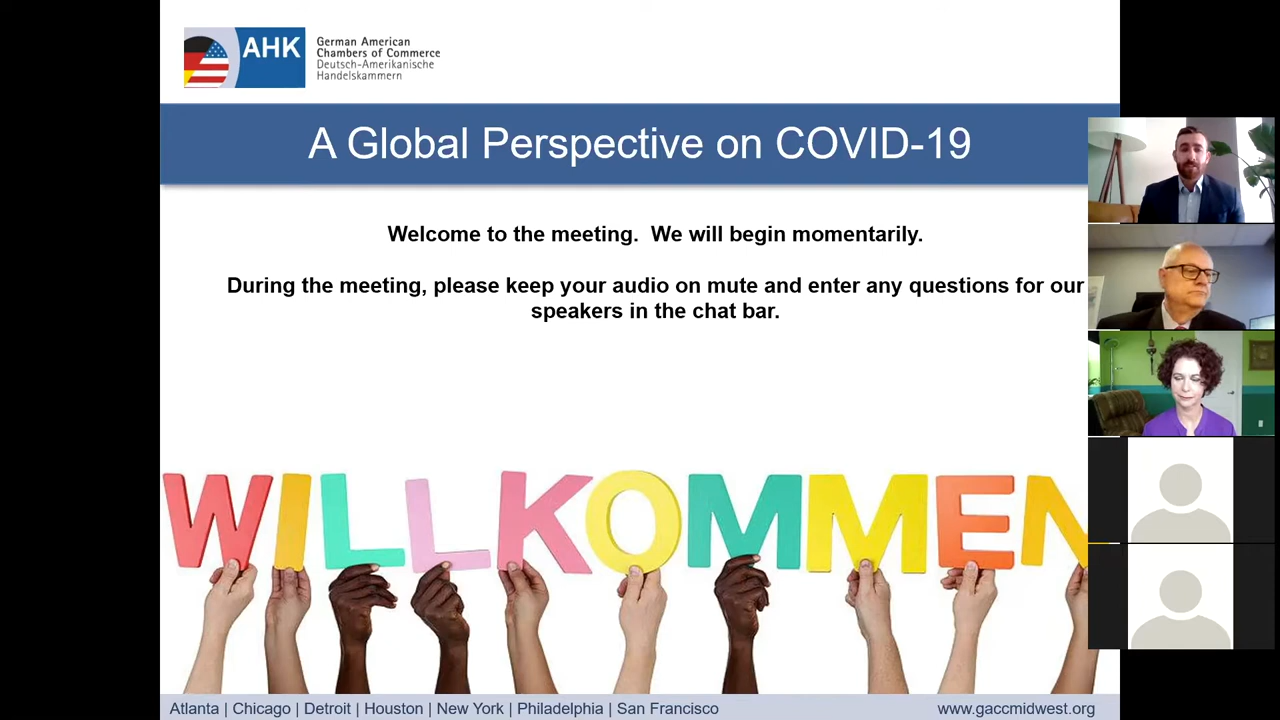 AHK
German American
Chambers of Commerce
Deutsch-Amerikanische
Handelskammern
A Global Perspective on COVID-19
Welcome to the meeting.  We will begin momentarily.
During the meeting, please keep your audio on mute and enter any questions for our
speakers in the chat bar.
WILLKOMMEN
Atlanta | Chicago | Detroit | Houston | New York | Philadelphia | San Francisco
www.gaccmidwest.org